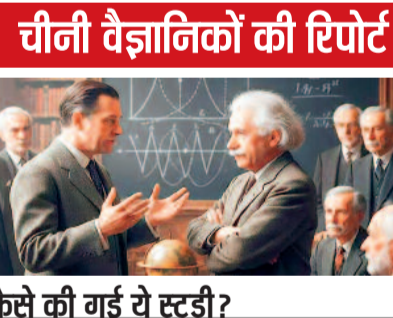 चीनी वैज्ञानिकों की रिपोर्ट
कैसे की गई ये स्टडी?